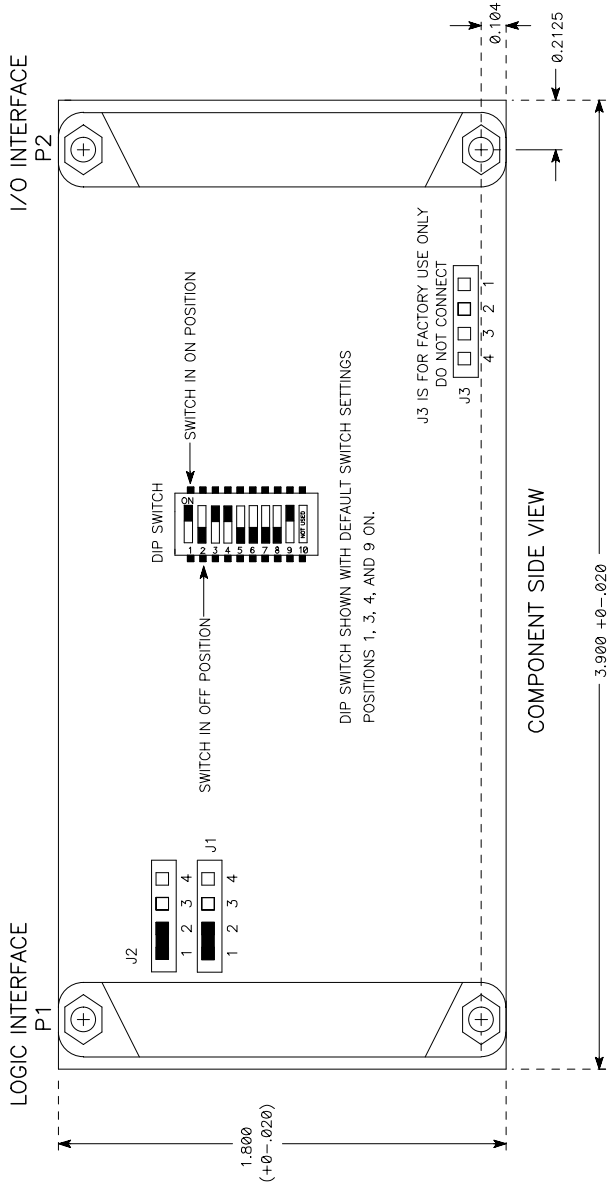 LOGIC INTERFACE
P1
I/O INTERFACE
P2
J2
1 2 3 4
J1
1 2 3 4
DIP SWITCH
ON
1
2
3
4
5
6
7
8
9
10
NOT USED
SWITCH IN ON POSITION
SWITCH IN OFF POSITION
DIP SWITCH SHOWN WITH DEFAULT SWITCH SETTINGS
POSITIONS 1, 3, 4, AND 9 ON.
J3 IS FOR FACTORY USE ONLY
DO NOT CONNECT
J3
4 3 2 1
1.800
(+0-.020)
0.104
0.2125
COMPONENT SIDE VIEW
3.900 +0-.020